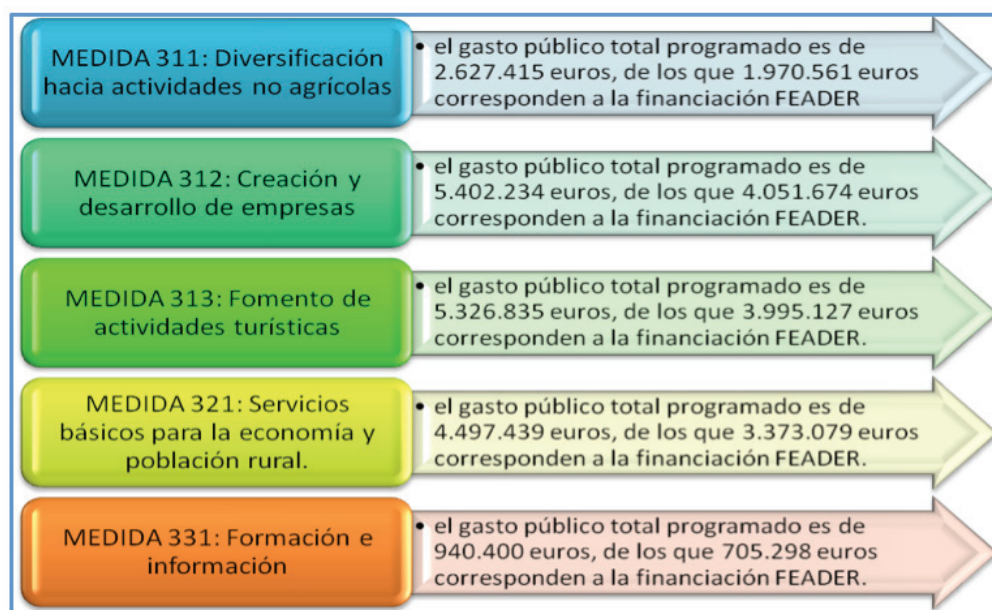 MEDIDA 311: Diversificación
hacia actividades no agrícolas
• el gasto público total programado es de
2.627.415 euros, de los que 1.970.561 euros
corresponden a la financiación FEADER
MEDIDA 312: Creación y
desarrollo de empresas
• el gasto público total programado es de
5.402.234 euros, de los que 4.051.674 euros
corresponden a la financiación FEADER.
MEDIDA 313: Fomento de
actividades turísticas
• el gasto público total programado es de
5.326.835 euros, de los que 3.995.127 euros
corresponden a la financiación FEADER.
MEDIDA 321: Servicios
básicos para la economía y
población rural.
• el gasto público total programado es de
4.497.439 euros, de los que 3.373.079 euros
corresponden a la financiación FEADER.
MEDIDA 331: Formación e
información
• el gasto público total programado es de
940.400 euros, de los que 705.298 euros
corresponden a la financiación FEADER.